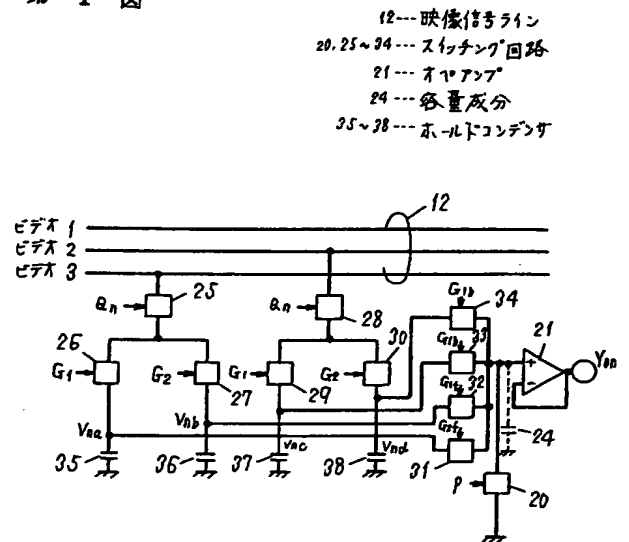 第 1 図
12---映像信号ライン
20,25~34---スイッチング回路
21---オペアンプ
24---容量成分
35~38---ホールドコンデンサ
12
ビデオ 1
ビデオ 2
ビデオ 3
G1b
34
Qn
25
Qn
28
33
21
26
30
VOn
G1
G2
G1
G2
32
27
29
24
Vna
Vnb
Vnc
Vnd
31
35
36
37
38
P
20